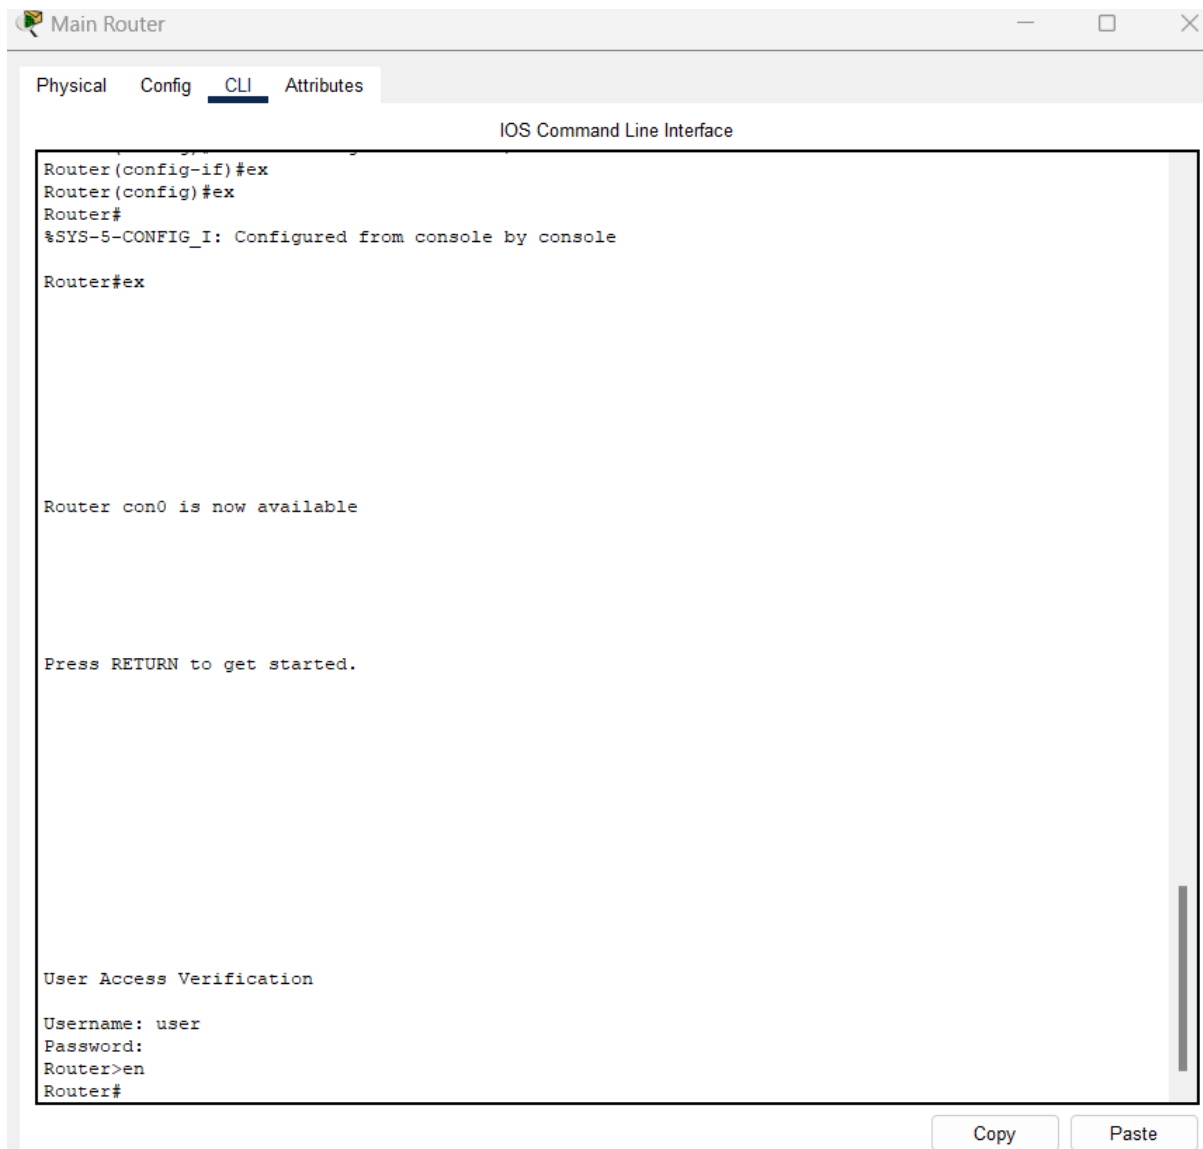 Main Router
Physical Config CLI Attributes
IOS Command Line Interface
Router(config-if)#ex
Router(config)#ex
Router#
%SYS-5-CONFIG_I: Configured from console by console
Router#ex
Router con0 is now available
Press RETURN to get started.
User Access Verification
Username: user
Password:
Router>en
Router#
Copy Paste